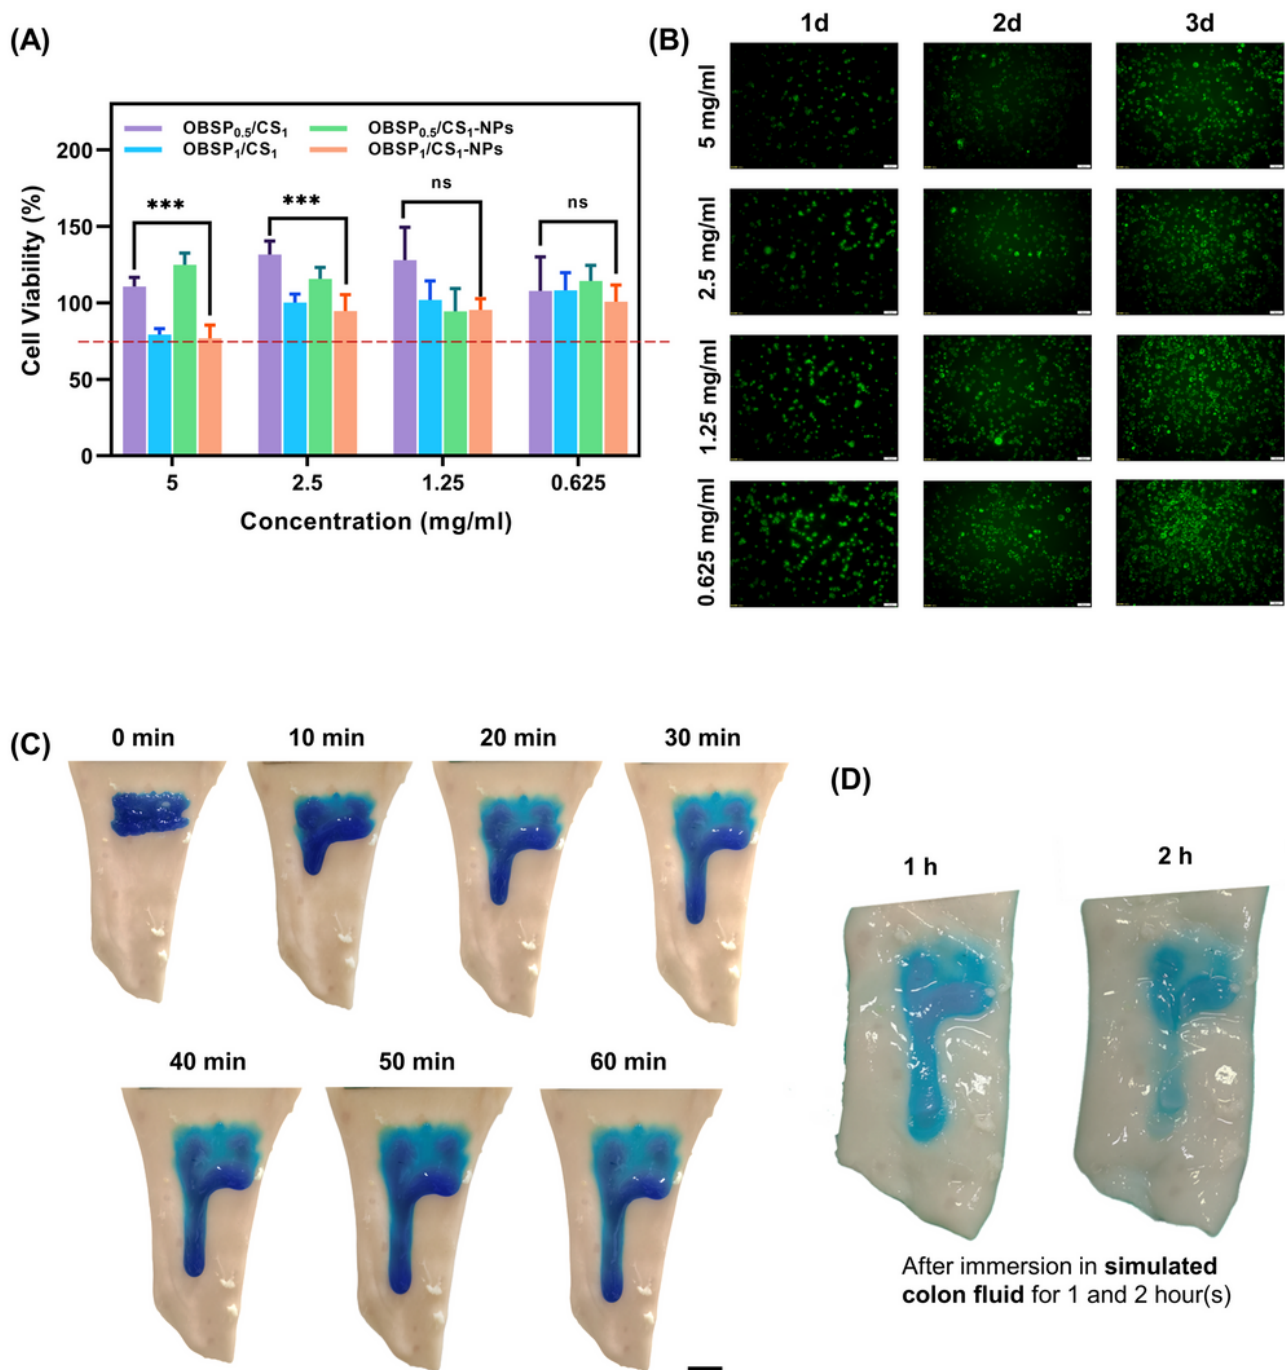 (A)
OBSP0.5/CS1
OBSP0.5/CS1-NPs
OBSP1/CS1
OBSP1/CS1-NPs
200
150
100
50
0
Cell Viability (%)
***
***
ns
ns
5
2.5
1.25
0.625
Concentration (mg/ml)
(B)
1d
2d
3d
5 mg/ml
2.5 mg/ml
1.25 mg/ml
0.625 mg/ml
(C)
0 min
10 min
20 min
30 min
40 min
50 min
60 min
(D)
1 h
2 h
After immersion in simulated
colon fluid for 1 and 2 hour(s)